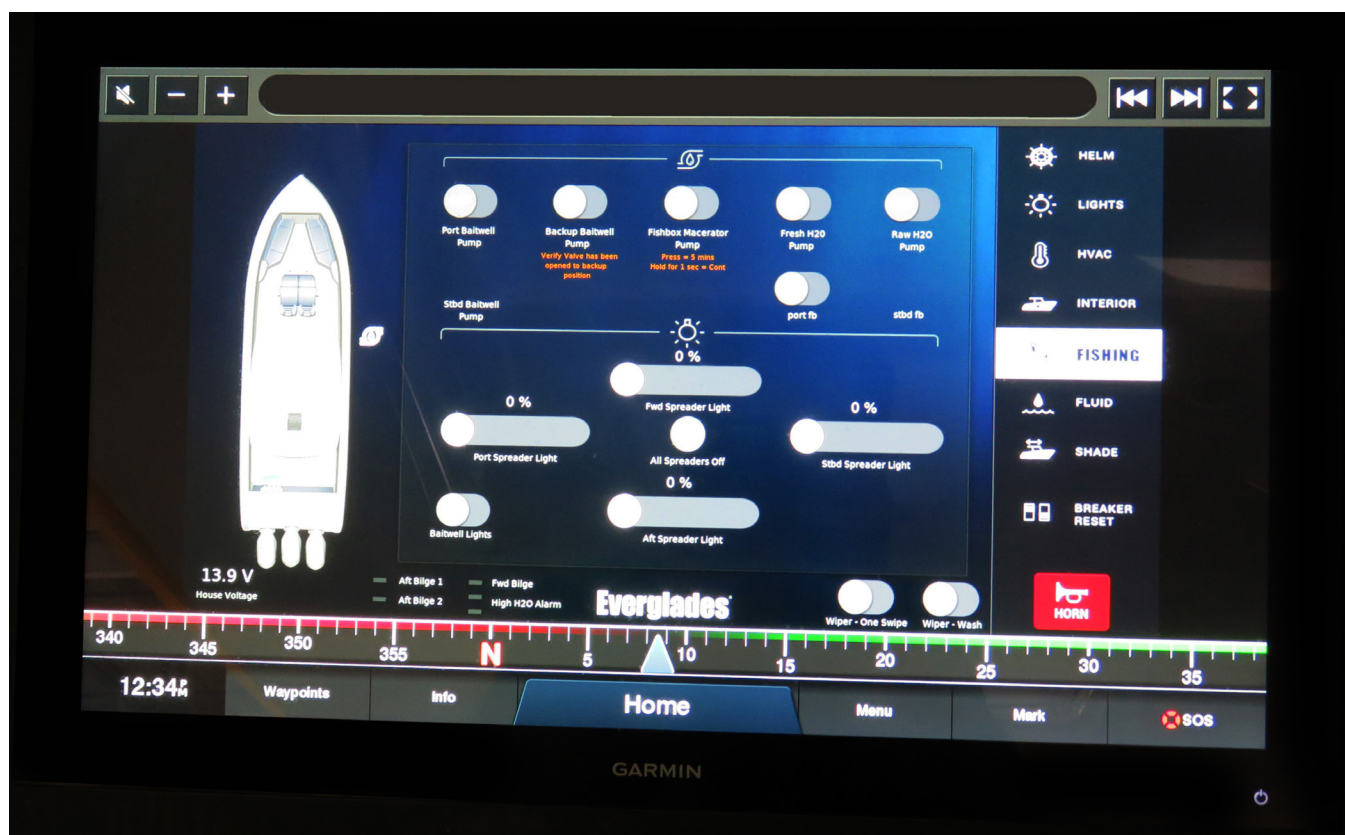 HELM
Port Baitwell
Pump
Backup Baitwell
Pump
Verify Valve has been
opened to backup
position
Fishbox Macerator
Pump
Press = 5 mins
Hold for 1 sec = Cont
Fresh H20
Pump
Raw H2O
Pump
LIGHTS
HVAC
Stbd Baitwell
Pump
port fb
stbd fb
INTERIOR
0 %
Fwd Spreader Light
FISHING
0 %
Port Spreader Light
All Spreaders Off
0 %
Stbd Spreader Light
FLUID
SHADE
0 %
Aft Spreader Light
Baitwell Lights
BREAKER
RESET
13.9 V
House Voltage
Aft Bilge 1
Aft Bilge 2
Fwd Bilge
High H2O Alarm
Everglades
Wiper - One Swipe
Wiper - Wash
HORN
340 345 350 355 N 5 10 15 20 25 30 35
12:34PM
Waypoints
Info
Home
Menu
Mark
SOS
GARMIN